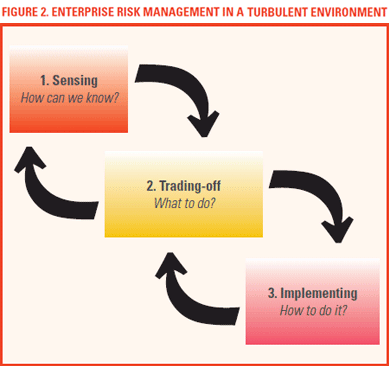 FIGURE 2. ENTERPRISE RISK MANAGEMENT IN A TURBULENT ENVIRONMENT
1. Sensing
How can we know?
2. Trading-off
What to do?
3. Implementing
How to do it?